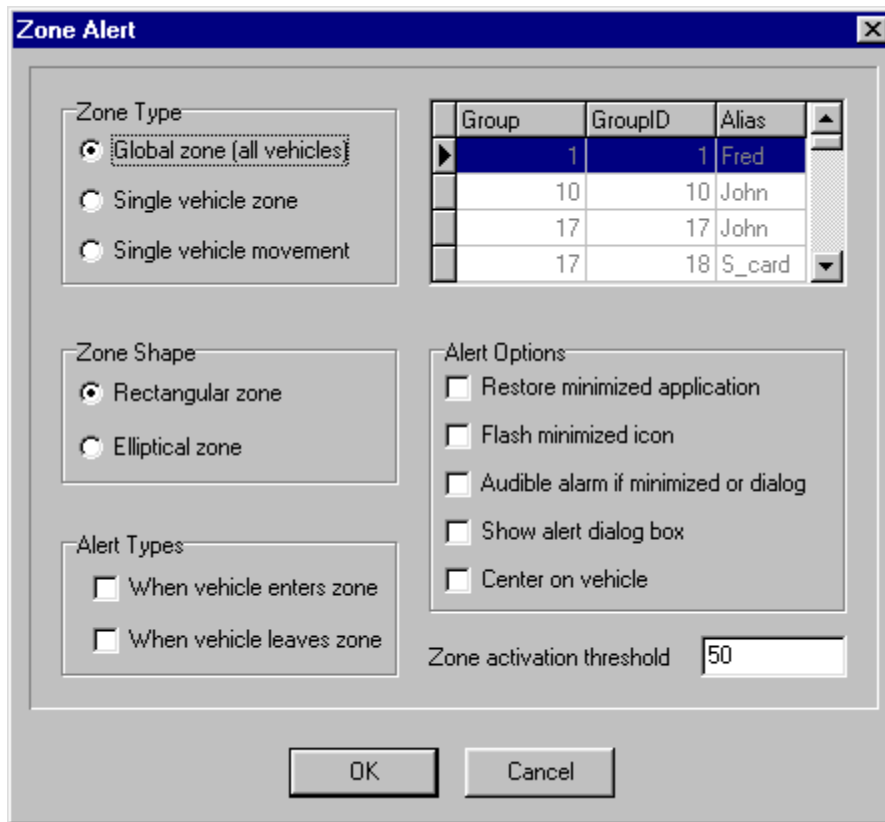 Zone Alert
Zone Type
Global zone (all vehicles)
Single vehicle zone
Single vehicle movement
Group GroupID Alias
1 1 Fred
10 10 John
17 17 John
17 18 S_card
Zone Shape
Rectangular zone
Elliptical zone
Alert Types
When vehicle enters zone
When vehicle leaves zone
Alert Options
Restore minimized application
Flash minimized icon
Audible alarm if minimized or dialog
Show alert dialog box
Center on vehicle
Zone activation threshold 50
OK Cancel